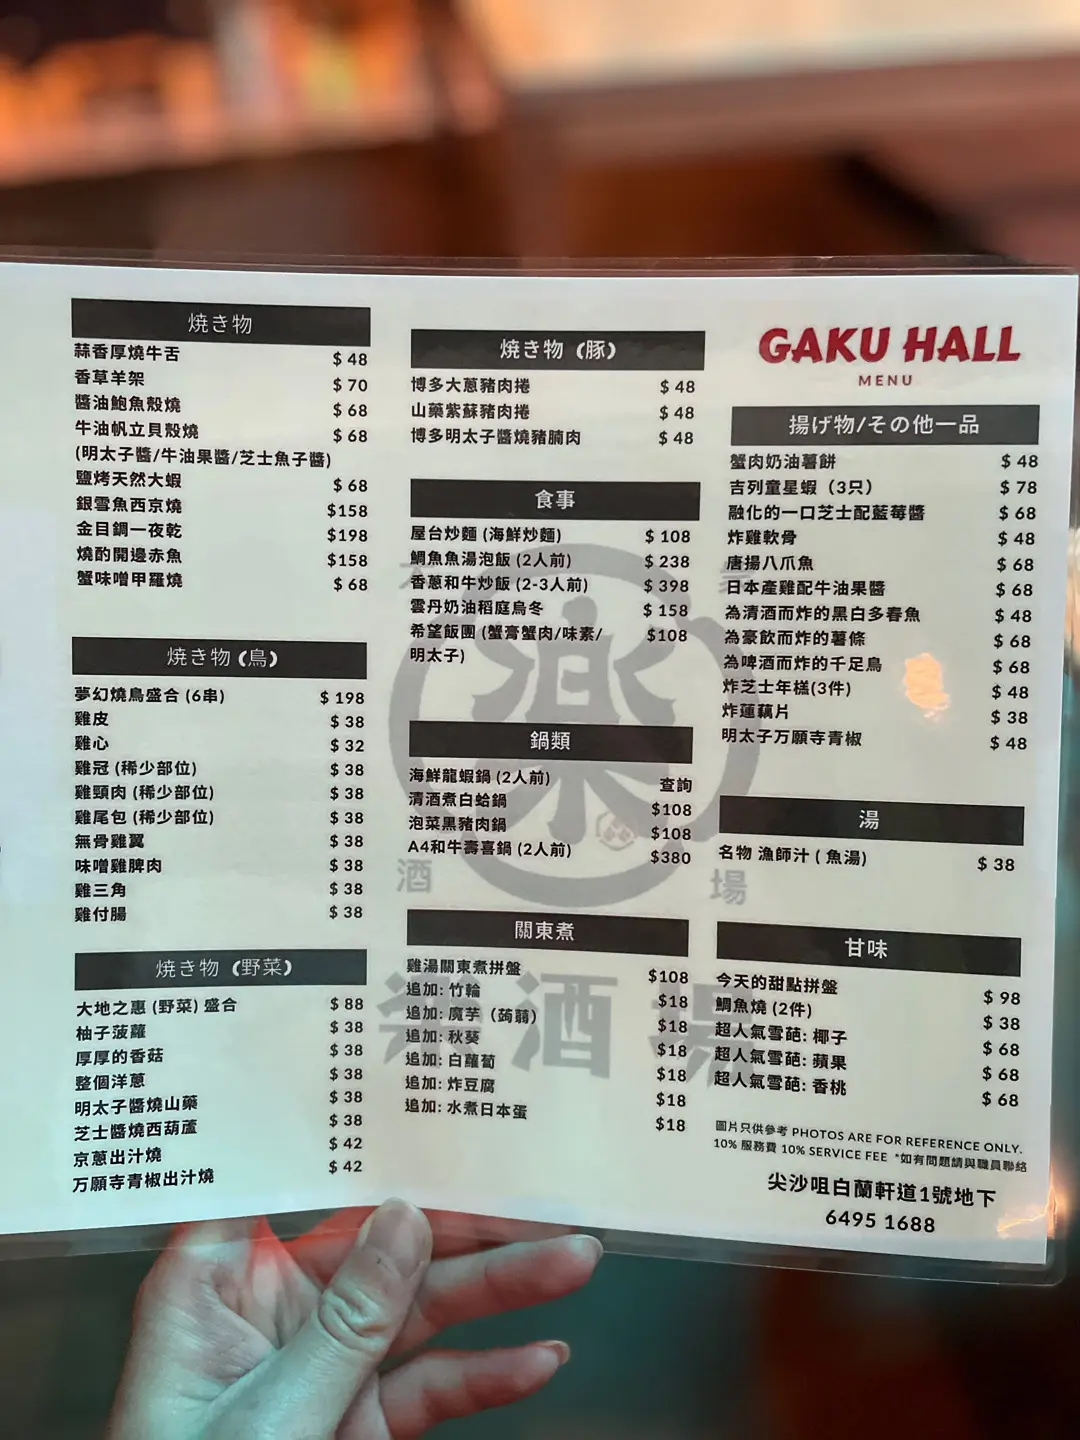 焼き物
蒜香厚燒牛舌 $ 48
香草羊架 $ 70
醬油鮑魚殼燒 $ 68
牛油帆立貝殼燒 $ 68
(明太子醬/牛油果醬/芝士魚子醬)
鹽烤天然大蝦 $ 68
銀雪魚西京燒 $158
金目鯛一夜乾 $198
燒酌開邊赤魚 $158
蟹味噌甲羅燒 $ 68
焼き物 (鳥)
夢幻燒鳥盛合 (6串) $ 198
雞皮 $ 38
雞心 $ 32
雞冠 (稀少部位) $ 38
雞頸肉 (稀少部位) $ 38
雞尾包 (稀少部位) $ 38
無骨雞翼 $ 38
味噌雞脾肉 $ 38
雞三角 $ 38
雞付腸 $ 38
焼き物 (野菜)
大地之惠 (野菜) 盛合 $ 88
柚子菠蘿 $ 38
厚厚的香菇 $ 38
整個洋蔥 $ 38
明太子醬燒山藥 $ 38
芝士醬燒西葫蘆 $ 38
京蔥出汁燒 $ 42
万願寺青椒出汁燒 $ 42
焼き物 (豚)
博多大蔥豬肉捲 $ 48
山藥紫蘇豬肉捲 $ 48
博多明太子醬燒豬腩肉 $ 48
食事
屋台炒麵 (海鮮炒麵) $ 108
鯛魚魚湯泡飯 (2人前) $ 238
香蔥和牛炒飯 (2-3人前) $ 398
雲丹奶油稻庭烏冬 $ 158
希望飯團 (蟹膏蟹肉/味素/ $108
明太子)
鍋類
海鮮龍蝦鍋 (2人前) 查詢
清酒煮白蛤鍋 $108
泡菜黑豬肉鍋 $108
A4和牛壽喜鍋 (2人前) $380
關東煮
雞湯關東煮拼盤 $108
追加: 竹輪 $18
追加: 魔芋 (蒟蒻) $18
追加: 秋葵 $18
追加: 白蘿蔔 $18
追加: 炸豆腐 $18
追加: 水煮日本蛋 $18
GAKU HALL
MENU
揚げ物/その他一品
蟹肉奶油薯餅 $ 48
吉列童星蝦 (3只) $ 78
融化的一口芝士配藍莓醬 $ 68
炸雞軟骨 $ 48
唐揚八爪魚 $ 68
日本產雞配牛油果醬 $ 68
為清酒而炸的黑白多春魚 $ 48
為豪飲而炸的薯條 $ 68
為啤酒而炸的千足鳥 $ 68
炸芝士年糕(3件) $ 48
炸蓮藕片 $ 38
明太子万願寺青椒 $ 48
湯
名物 漁師汁 ( 魚湯) $ 38
甘味
今天的甜點拼盤 $ 98
鯛魚燒 (2件) $ 38
超人氣雪葩: 椰子 $ 68
超人氣雪葩: 蘋果 $ 68
超人氣雪葩: 香桃 $ 68
圖片只供參考 PHOTOS ARE FOR REFERENCE ONLY.
10% 服務費 10% SERVICE FEE *如有問題請與職員聯絡
尖沙咀白蘭軒道1號地下
6495 1688
楽
酒 場
楽酒場